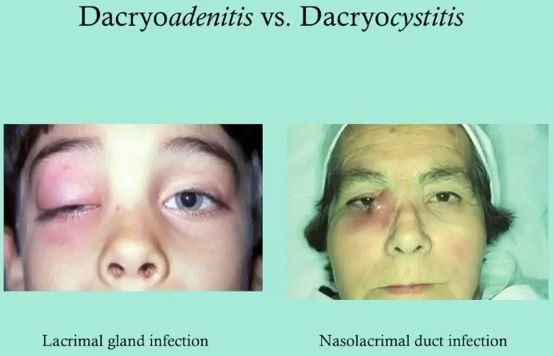 Dacryoadenitis vs. Dacryocystitis
Lacrimal gland infection
Nasolacrimal duct infection